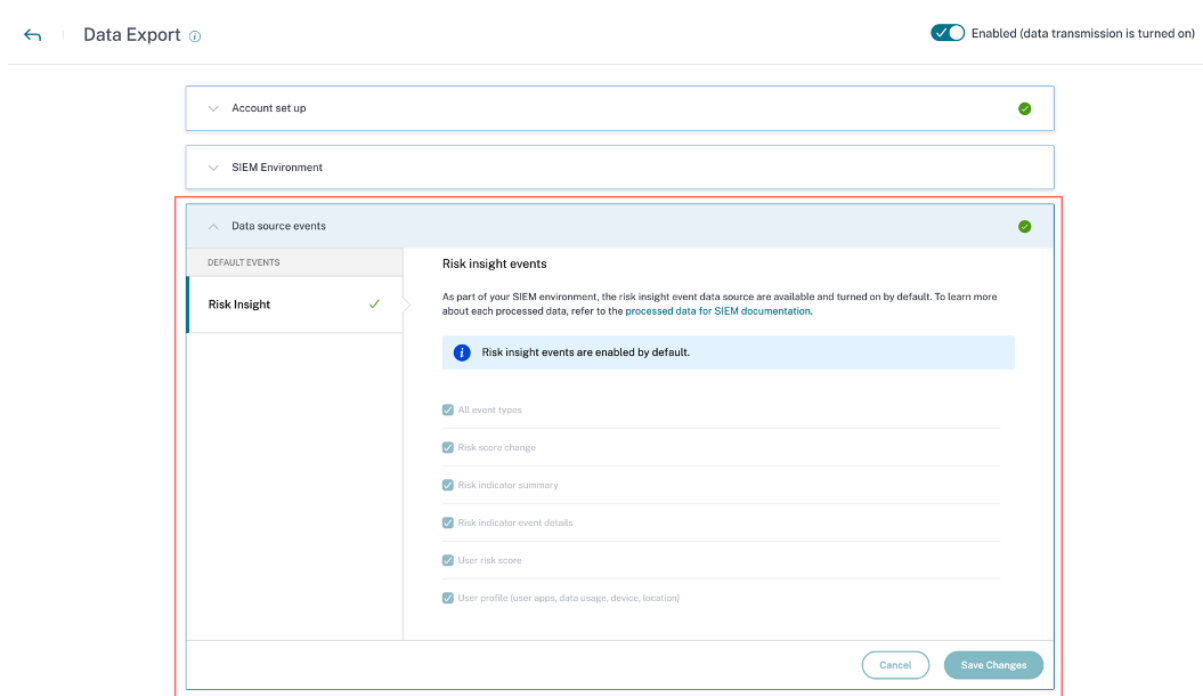 Data Export
Enabled (data transmission is turned on)
Account set up
SIEM Environment
Data source events
DEFAULT EVENTS
Risk Insight
Risk insight events
As part of your SIEM environment, the risk insight event data source are available and turned on by default. To learn more
about each processed data, refer to the processed data for SIEM documentation.
Risk insight events are enabled by default.
All event types
Risk score change
Risk indicator summary
Risk indicator event details
User risk score
User profile (user apps, data usage, device, location)
Cancel
Save Changes